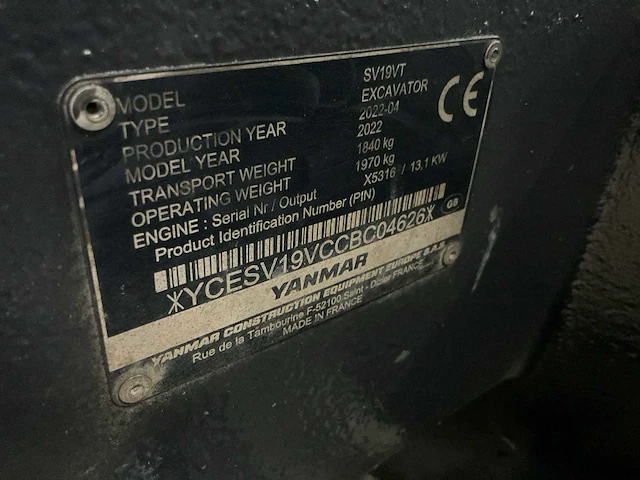 MODEL SV19VT
TYPE EXCAVATOR
PRODUCTION YEAR 2022-04
MODEL YEAR 2022
TRANSPORT WEIGHT 1840 kg
OPERATING WEIGHT 1970 kg
ENGINE : Serial Nr / Output X5316 / 13,1 KW
Product Identification Number (PIN)
CE
GB
*YCESV19VCCBC04626*
YANMAR
YANMAR CONSTRUCTION EQUIPMENT EUROPE S.A.S
Rue de la Tambourine F-52100 Saint - Dizier FRANCE
MADE IN FRANCE